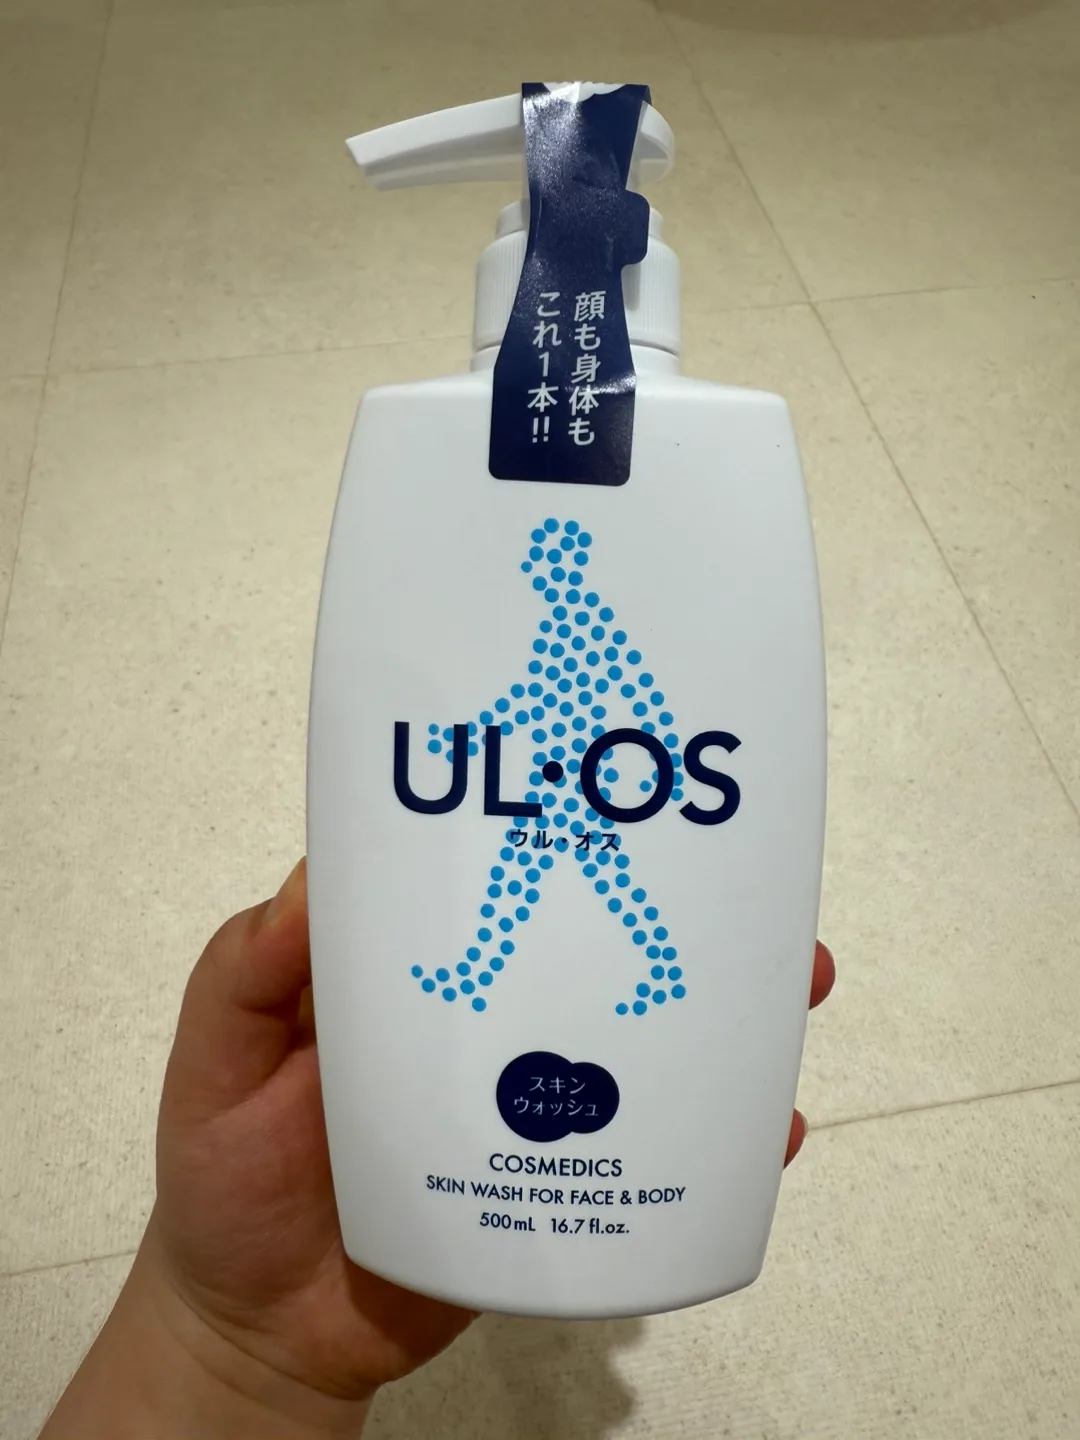 顔も身体も
これ1本!!
UL・OS
ウル・オス
スキン
ウォッシュ
COSMEDICS
SKIN WASH FOR FACE & BODY
500mL 16.7 fl.oz.